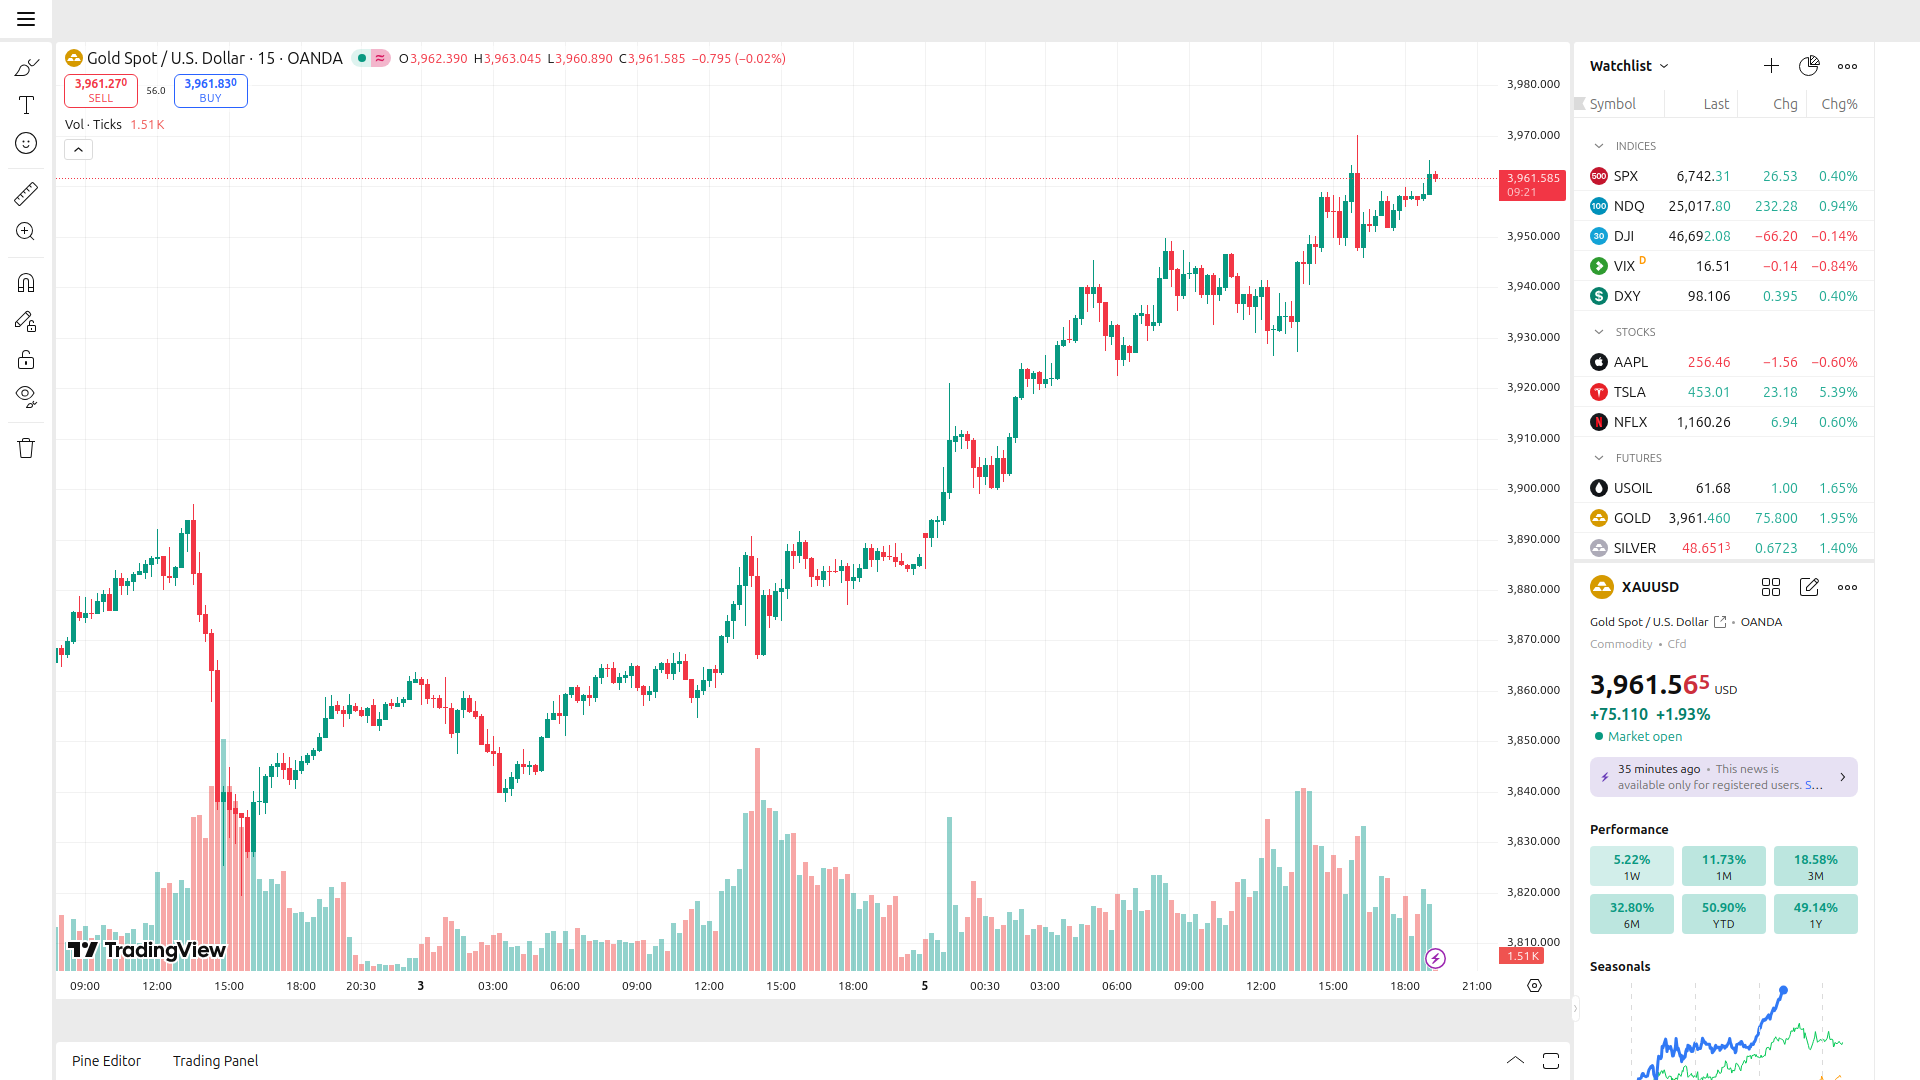 Gold Spot / U.S. Dollar · 15 · OANDA
O3,962.390 H3,963.045 L3,960.890 C3,961.585 −0.795 (−0.02%)
3,961.270 SELL
56.0
3,961.830 BUY
Vol · Ticks 1.51 K
3,980.000
3,970.000
3,961.585
09:21
3,950.000
3,940.000
3,930.000
3,920.000
3,910.000
3,900.000
3,890.000
3,880.000
3,870.000
3,860.000
3,850.000
3,840.000
3,830.000
3,820.000
3,810.000
1.51 K
TradingView
09:00 12:00 15:00 18:00 20:30 3 03:00 06:00 09:00 12:00 15:00 18:00 5 00:30 03:00 06:00 09:00 12:00 15:00 18:00 21:00
Pine Editor Trading Panel
Watchlist
Symbol Last Chg Chg%
INDICES
500 SPX 6,742.31 26.53 0.40%
100 NDQ 25,017.80 232.28 0.94%
30 DJI 46,692.08 −66.20 −0.14%
VIX D 16.51 −0.14 −0.84%
$ DXY 98.106 0.395 0.40%
STOCKS
AAPL 256.46 −1.56 −0.60%
TSLA 453.01 23.18 5.39%
N NFLX 1,160.26 6.94 0.60%
FUTURES
USOIL 61.68 1.00 1.65%
GOLD 3,961.460 75.800 1.95%
SILVER 48.6513 0.6723 1.40%
XAUUSD
Gold Spot / U.S. Dollar • OANDA
Commodity • Cfd
3,961.565 USD
+75.110 +1.93%
Market open
35 minutes ago • This news is
available only for registered users. S...
Performance
5.22% 11.73% 18.58%
1W 1M 3M
32.80% 50.90% 49.14%
6M YTD 1Y
Seasonals